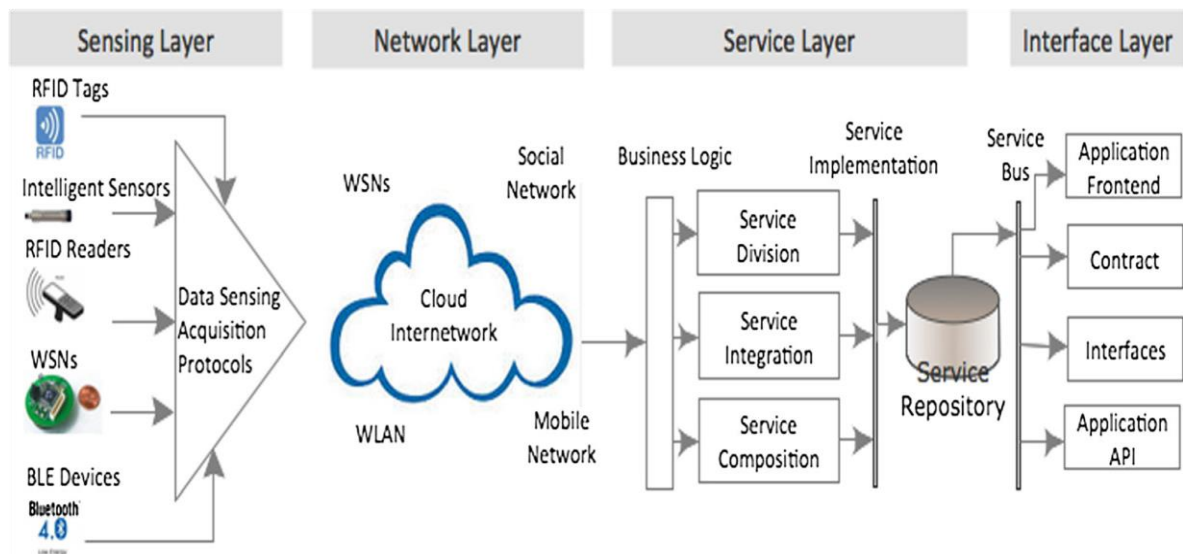 Sensing Layer
Network Layer
Service Layer
Interface Layer
RFID Tags
RFID
Intelligent Sensors
RFID Readers
WSNs
BLE Devices
Bluetooth
4.0
Data Sensing
Acquisition
Protocols
WSNs
Social
Network
Cloud
Internetwork
WLAN
Mobile
Network
Business Logic
Service
Division
Service
Integration
Service
Composition
Service
Implementation
Service
Repository
Service
Bus
Application
Frontend
Contract
Interfaces
Application
API